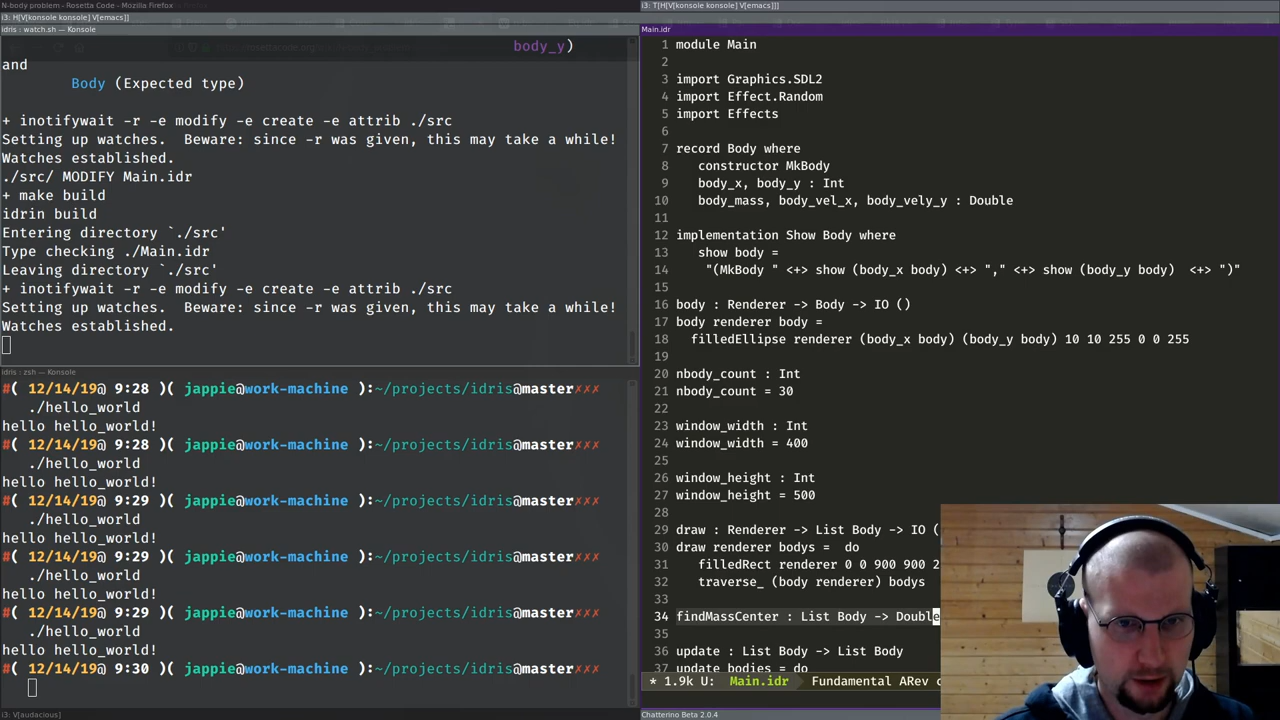 N-body problem - Rosetta Code - Mozilla Firefox
i3: H[V[konsole konsole] V[emacs]]
idris : watch.sh — Konsole
body_y)
and
Body (Expected type)
+ inotifywait -r -e modify -e create -e attrib ./src
Setting up watches.  Beware: since -r was given, this may take a while!
Watches established.
./src/ MODIFY Main.idr
+ make build
idrin build
Entering directory `./src'
Type checking ./Main.idr
Leaving directory `./src'
+ inotifywait -r -e modify -e create -e attrib ./src
Setting up watches.  Beware: since -r was given, this may take a while!
Watches established.
idris : zsh — Konsole
#( 12/14/19@ 9:28 )( jappie@work-machine ):~/projects/idris@master✗✗✗
./hello_world
hello hello_world!
#( 12/14/19@ 9:28 )( jappie@work-machine ):~/projects/idris@master✗✗✗
./hello_world
hello hello_world!
#( 12/14/19@ 9:29 )( jappie@work-machine ):~/projects/idris@master✗✗✗
./hello_world
hello hello_world!
#( 12/14/19@ 9:29 )( jappie@work-machine ):~/projects/idris@master✗✗✗
./hello_world
hello hello_world!
#( 12/14/19@ 9:29 )( jappie@work-machine ):~/projects/idris@master✗✗✗
./hello_world
hello hello_world!
#( 12/14/19@ 9:30 )( jappie@work-machine ):~/projects/idris@master✗✗✗
i3: V[audacious]
i3: T[H[V[konsole konsole] V[emacs]]]
Main.idr
1 module Main
2
3 import Graphics.SDL2
4 import Effect.Random
5 import Effects
6
7 record Body where
8 constructor MkBody
9 body_x, body_y : Int
10 body_mass, body_vel_x, body_vely_y : Double
11
12 implementation Show Body where
13 show body =
14 "(MkBody " <+> show (body_x body) <+> "," <+> show (body_y body)  <+> ")"
15
16 body : Renderer -> Body -> IO ()
17 body renderer body =
18 filledEllipse renderer (body_x body) (body_y body) 10 10 255 0 0 255
19
20 nbody_count : Int
21 nbody_count = 30
22
23 window_width : Int
24 window_width = 400
25
26 window_height : Int
27 window_height = 500
28
29 draw : Renderer -> List Body -> IO (
30 draw renderer bodys =  do
31 filledRect renderer 0 0 900 900 2
32 traverse_ (body renderer) bodys
33
34 findMassCenter : List Body -> Double
35
36 update : List Body -> List Body
37 update bodies = do
* 1.9k U: Main.idr Fundamental ARev
Chatterino Beta 2.0.4